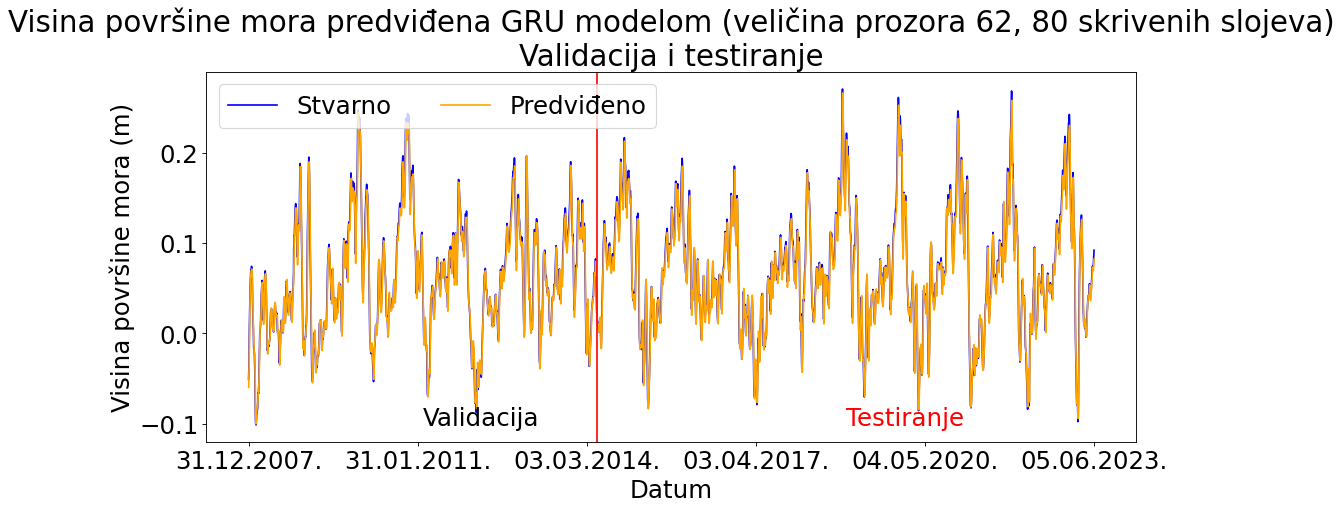 Visina površine mora predviđena GRU modelom (veličina prozora 62, 80 skrivenih slojeva)
Validacija i testiranje
Stvarno
Predviđeno
Visina površine mora (m)
0.2
0.1
0.0
−0.1
Validacija
Testiranje
31.12.2007.
31.01.2011.
03.03.2014.
03.04.2017.
04.05.2020.
05.06.2023.
Datum